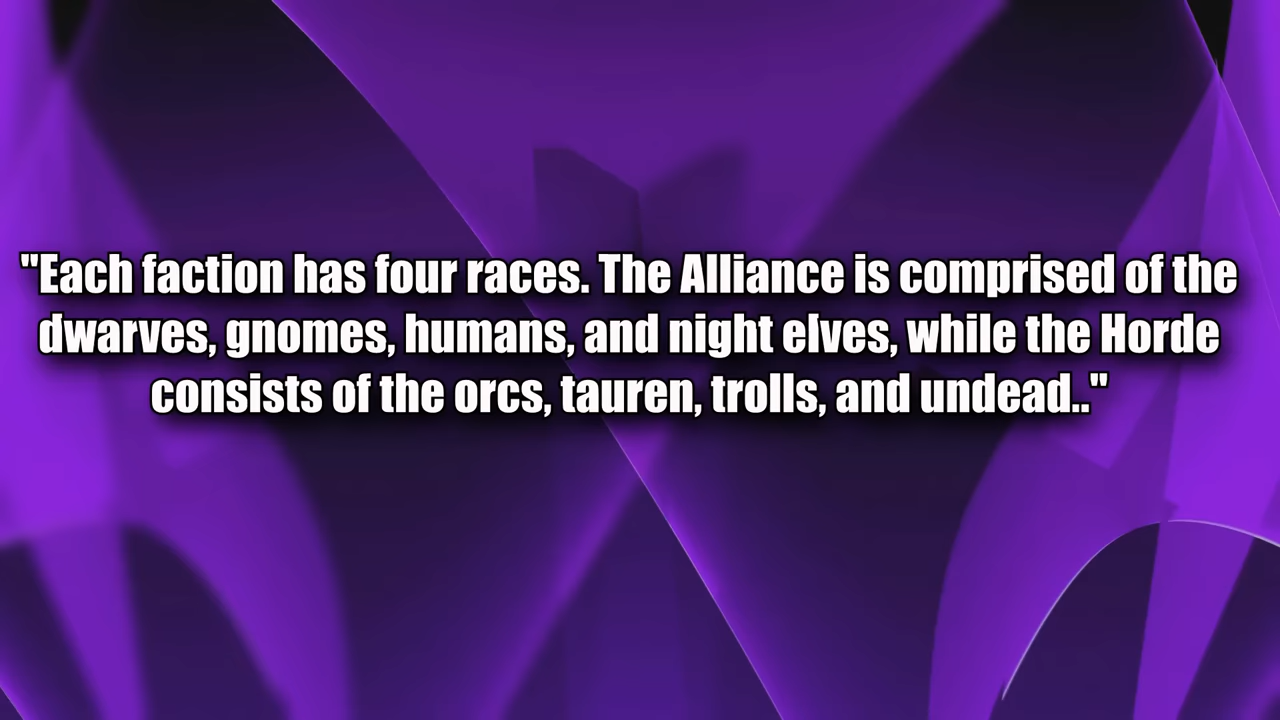 "Each faction has four races. The Alliance is comprised of the
dwarves, gnomes, humans, and night elves, while the Horde
consists of the orcs, tauren, trolls, and undead.."